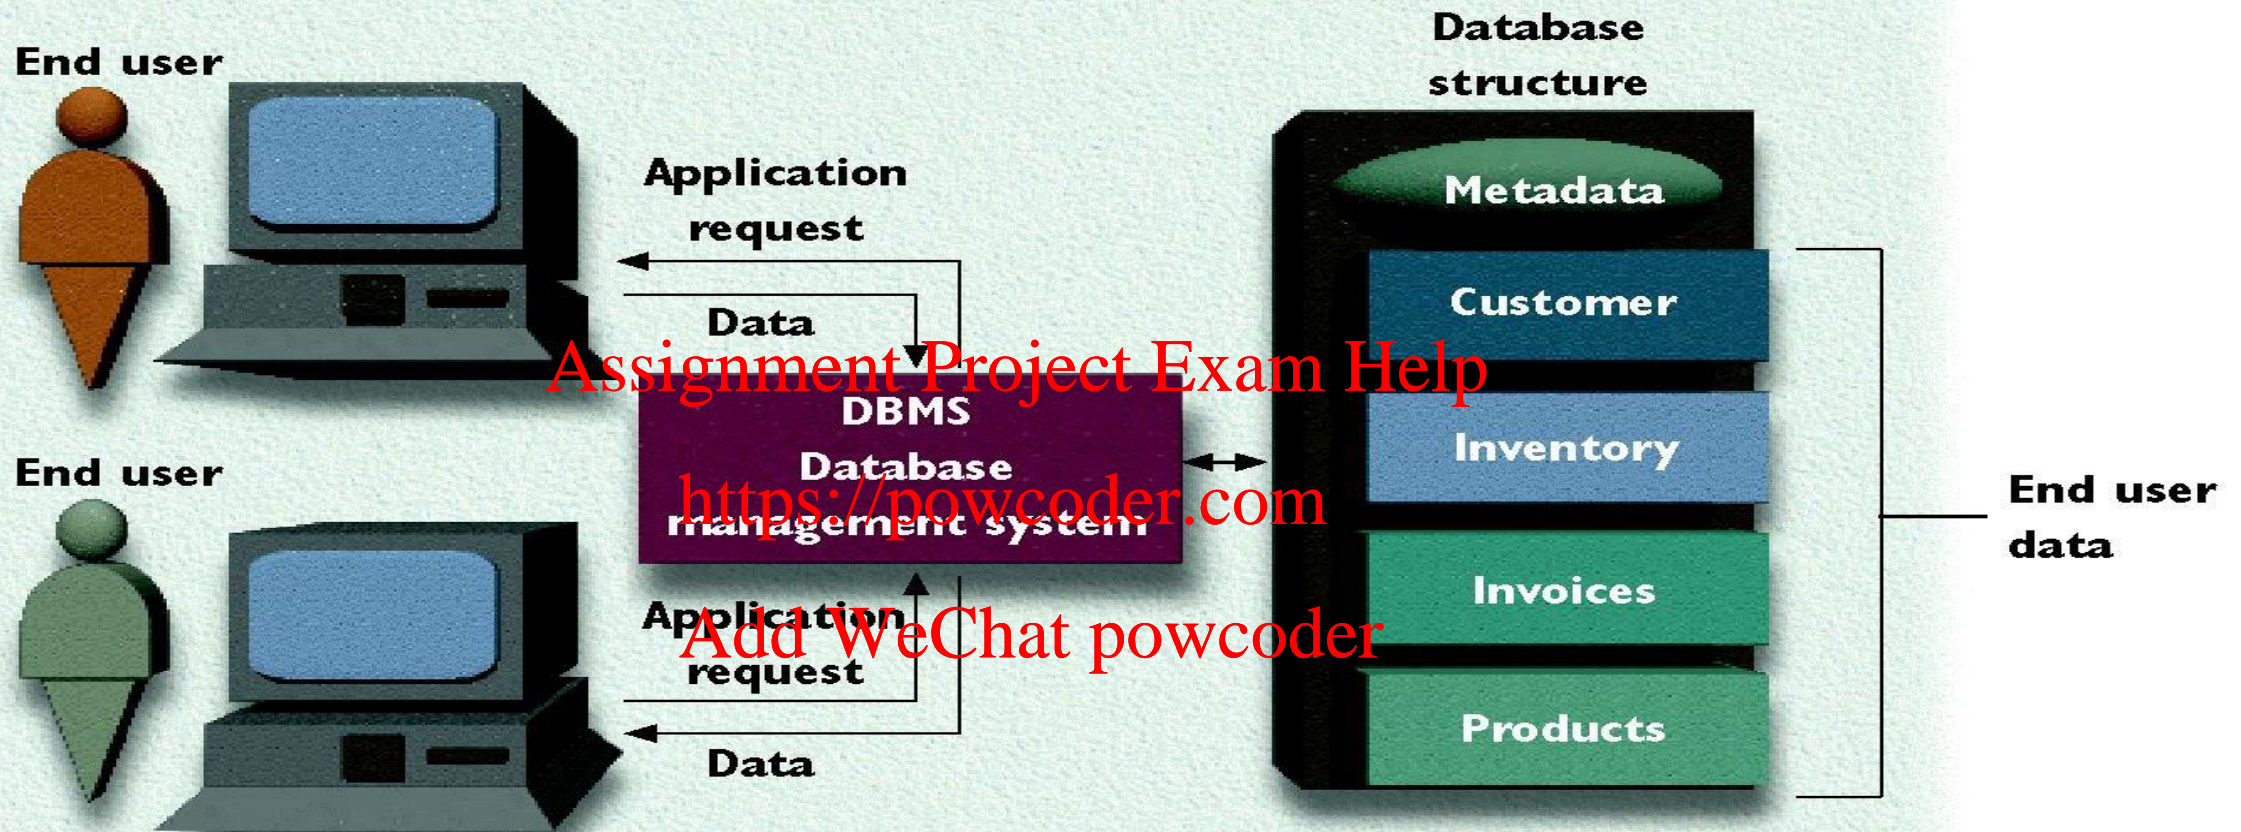 Database
structure
End user
Application
request
Data
Metadata
Customer
Inventory
Invoices
Products
End user
data
DBMS
Database
management system
End user
Application
request
Data
Assignment Project Exam Help
https://powcoder.com
Add WeChat powcoder